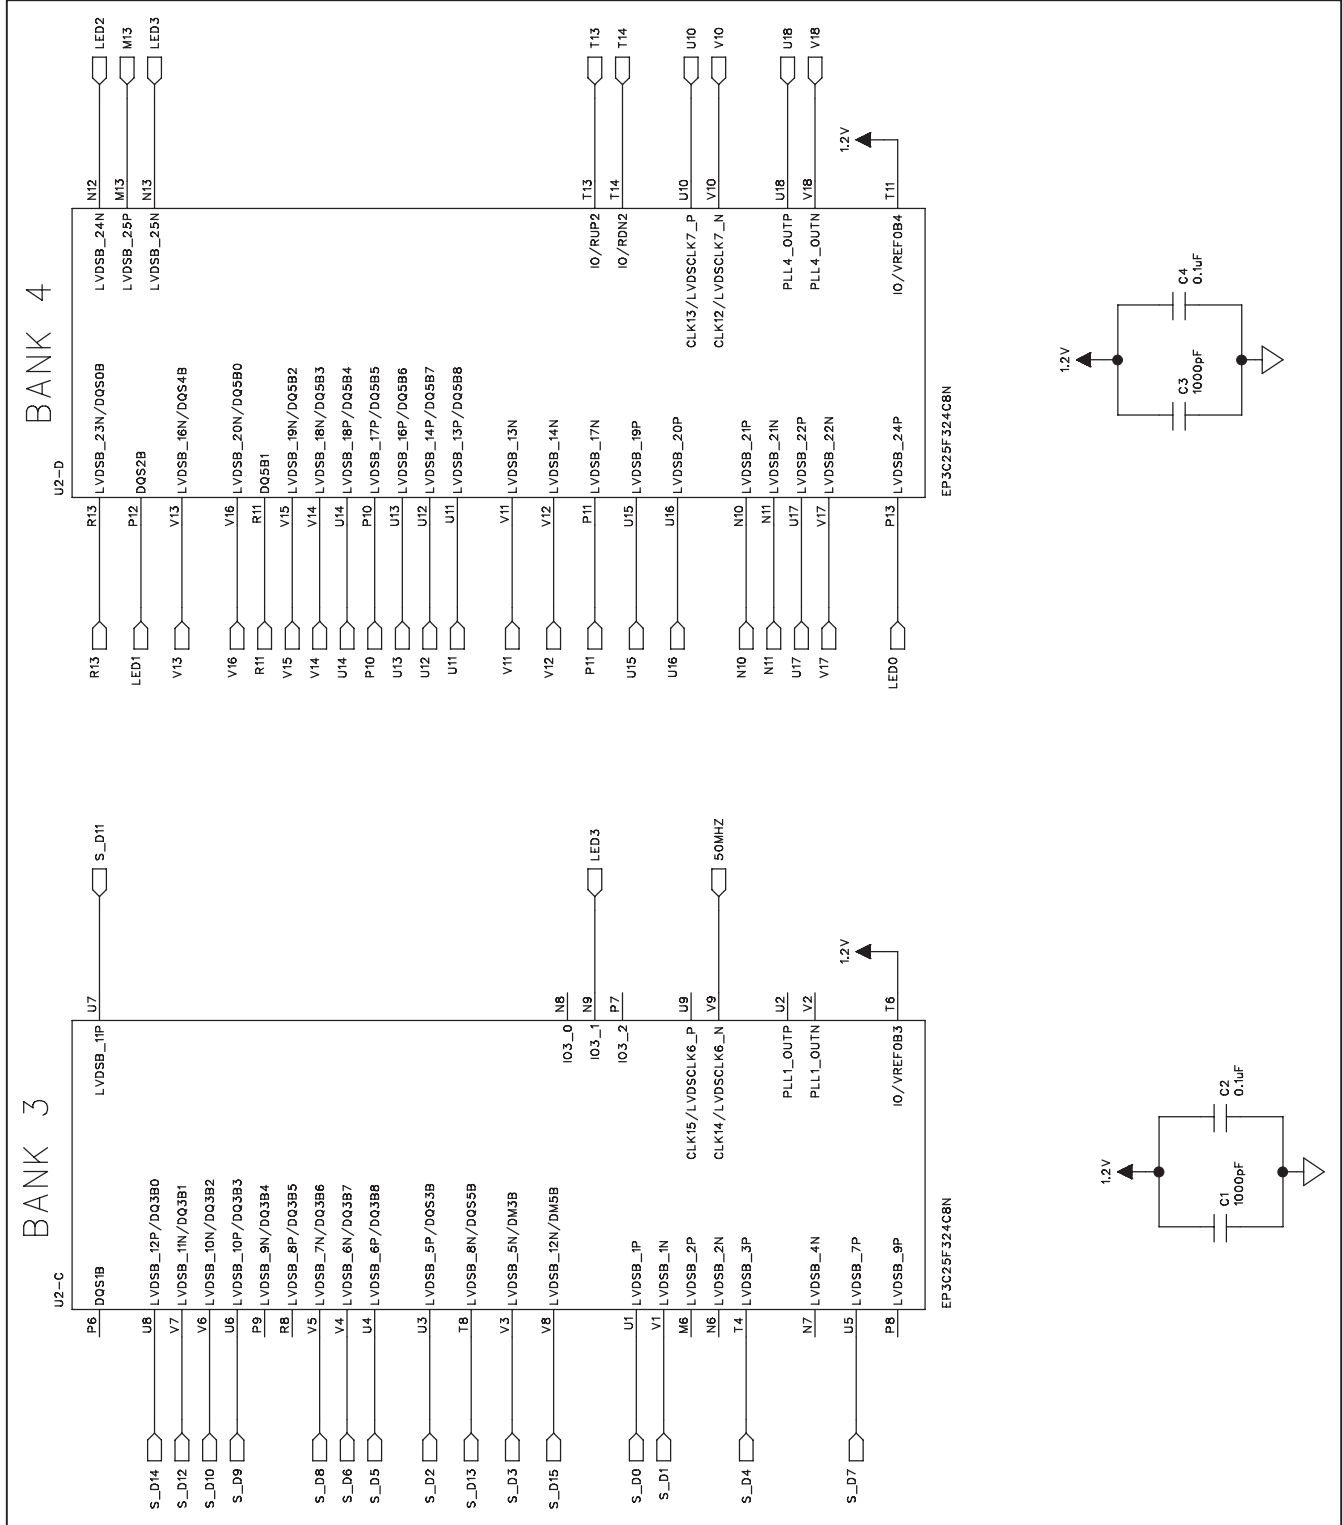 BANK 3
U2-C
P6 DQS1B
S_D14 U8 LVDSB_12P/DQ3B0
S_D12 V7 LVDSB_11N/DQ3B1
S_D10 V6 LVDSB_10N/DQ3B2
S_D9 U6 LVDSB_10P/DQ3B3
P9 LVDSB_9N/DQ3B4
R8 LVDSB_8P/DQ3B5
S_D8 V5 LVDSB_7N/DQ3B6
S_D6 V4 LVDSB_6N/DQ3B7
S_D5 U4 LVDSB_6P/DQ3B8
S_D2 U3 LVDSB_5P/DQS3B
S_D13 T8 LVDSB_8N/DQS5B
S_D3 V3 LVDSB_5N/DM3B
S_D15 V8 LVDSB_12N/DM5B
S_D0 U1 LVDSB_1P
S_D1 V1 LVDSB_1N
M6 LVDSB_2P
N6 LVDSB_2N
S_D4 T4 LVDSB_3P
N7 LVDSB_4N
S_D7 U5 LVDSB_7P
P8 LVDSB_9P
LVDSB_11P U7 S_D11
IO3_0 N8
IO3_1 N9 LED3
IO3_2 P7
CLK15/LVDSCLK6_P U9
CLK14/LVDSCLK6_N V9 50MHZ
PLL1_OUTP U2
PLL1_OUTN V2
IO/VREF0B3 T6
1.2V
EP3C25F324C8N
1.2V
C1
1000pF
C2
0.1uF
BANK 4
U2-D
R13 R13 LVDSB_23N/DQS0B
LED1 P12 DQS2B
V13 V13 LVDSB_16N/DQS4B
V16 V16 LVDSB_20N/DQ5B0
R11 R11 DQ5B1
V15 V15 LVDSB_19N/DQ5B2
V14 V14 LVDSB_18N/DQ5B3
U14 U14 LVDSB_18P/DQ5B4
P10 P10 LVDSB_17P/DQ5B5
U13 U13 LVDSB_16P/DQ5B6
U12 U12 LVDSB_14P/DQ5B7
U11 U11 LVDSB_13P/DQ5B8
V11 V11 LVDSB_13N
V12 V12 LVDSB_14N
P11 P11 LVDSB_17N
U15 U15 LVDSB_19P
U16 U16 LVDSB_20P
N10 N10 LVDSB_21P
N11 N11 LVDSB_21N
U17 U17 LVDSB_22P
V17 V17 LVDSB_22N
LED0 P13 LVDSB_24P
LVDSB_24N N12 LED2
LVDSB_25P M13 M13
LVDSB_25N N13 LED3
IO/RUP2 T13 T13
IO/RDN2 T14 T14
CLK13/LVDSCLK7_P U10 U10
CLK12/LVDSCLK7_N V10 V10
PLL4_OUTP U18 U18
PLL4_OUTN V18 V18
IO/VREF0B4 T11
1.2V
EP3C25F324C8N
1.2V
C3
1000pF
C4
0.1uF